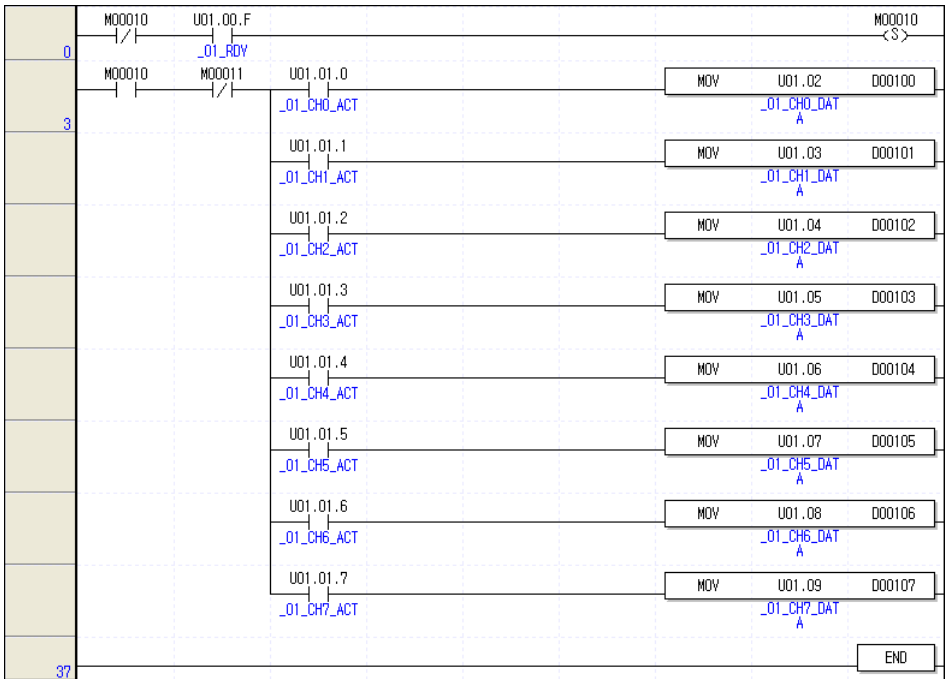 M00010 U01.00.F M00010
S
0 _01_RDY
M00010 M00011 U01.01.0 MOV U01.02 D00100
_01_CH0_ACT _01_CH0_DAT
A
3
U01.01.1 MOV U01.03 D00101
_01_CH1_ACT _01_CH1_DAT
A
U01.01.2 MOV U01.04 D00102
_01_CH2_ACT _01_CH2_DAT
A
U01.01.3 MOV U01.05 D00103
_01_CH3_ACT _01_CH3_DAT
A
U01.01.4 MOV U01.06 D00104
_01_CH4_ACT _01_CH4_DAT
A
U01.01.5 MOV U01.07 D00105
_01_CH5_ACT _01_CH5_DAT
A
U01.01.6 MOV U01.08 D00106
_01_CH6_ACT _01_CH6_DAT
A
U01.01.7 MOV U01.09 D00107
_01_CH7_ACT _01_CH7_DAT
A
END
37